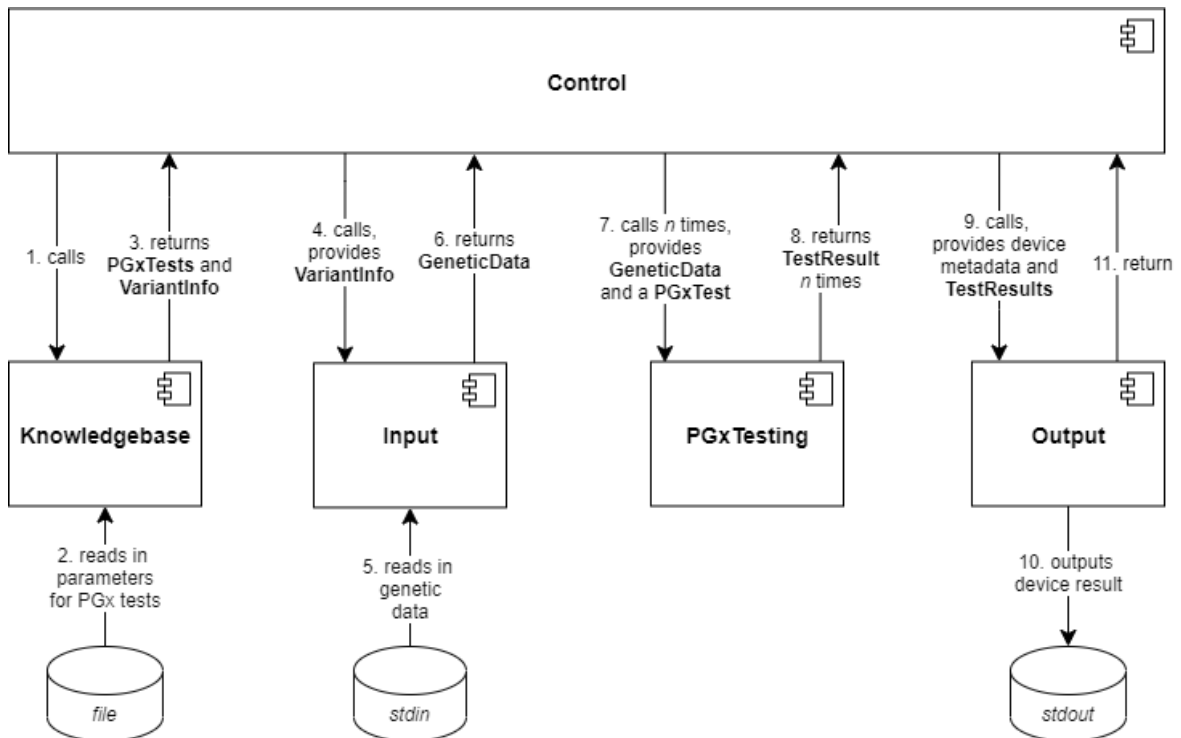 Control
1. calls
3. returns
PGxTests and
VariantInfo
4. calls,
provides
VariantInfo
6. returns
GeneticData
7. calls n times,
provides
GeneticData
and a PGxTest
8. returns
TestResult
n times
9. calls,
provides device
metadata and
TestResults
11. return
Knowledgebase
Input
PGxTesting
Output
2. reads in
parameters
for PGx tests
5. reads in
genetic
data
10. outputs
device result
file
stdin
stdout